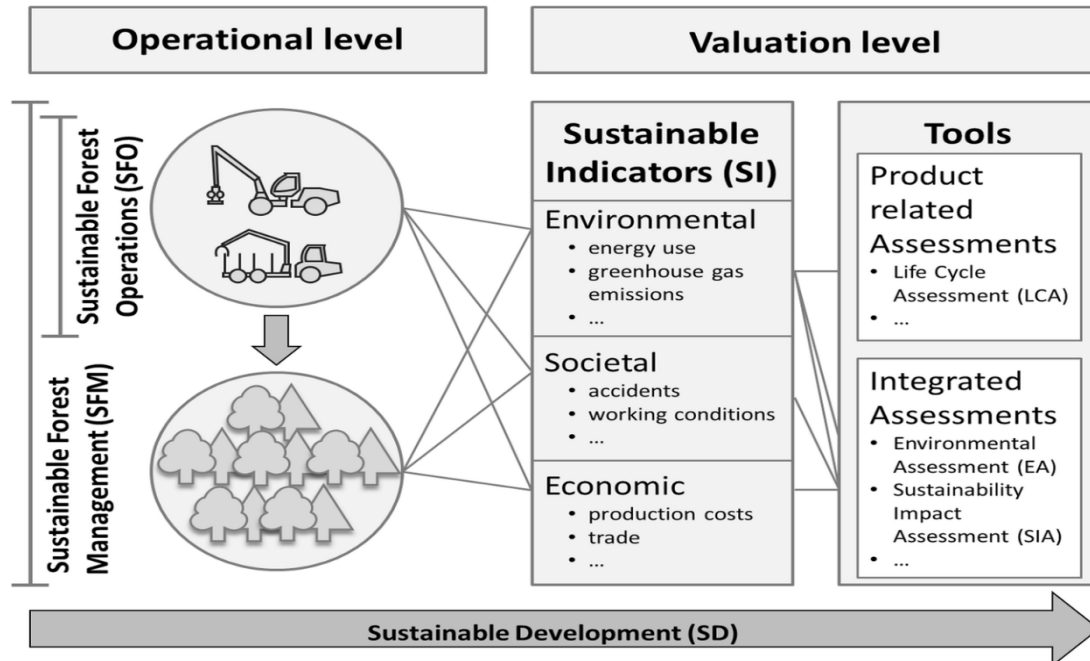 Operational level
Valuation level
Sustainable Forest
Operations (SFO)
Sustainable Forest
Management (SFM)
Sustainable
Indicators (SI)
Environmental
• energy use
• greenhouse gas
emissions
• ...
Societal
• accidents
• working conditions
• ...
Economic
• production costs
• trade
• ...
Tools
Product
related
Assessments
• Life Cycle
Assessment (LCA)
• ...
Integrated
Assessments
• Environmental
Assessment (EA)
• Sustainability
Impact
Assessment (SIA)
• ...
Sustainable Development (SD)